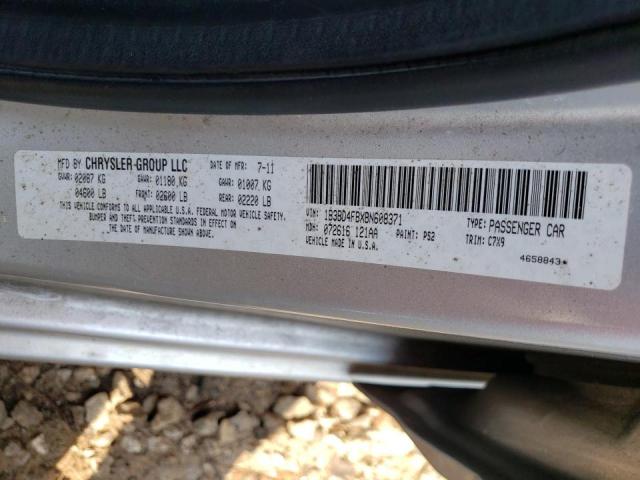 MFD BY CHRYSLER GROUP LLC DATE OF MFR: 7-11
GVWR: 02087 KG GAWR: 01180 KG GAWR: 01007 KG
04600 LB FRONT: 02600 LB REAR: 02220 LB
THIS VEHICLE CONFORMS TO ALL APPLICABLE U.S.A. FEDERAL MOTOR VEHICLE SAFETY,
BUMPER AND THEFT PREVENTION STANDARDS IN EFFECT ON
THE DATE OF MANUFACTURE SHOWN ABOVE.
VIN: 1B3BD4FBXBN608371 TYPE: PASSENGER CAR
MDH: 072616 121AA PAINT: PS2 TRIM: C7X9
VEHICLE MADE IN U.S.A.
4658843*